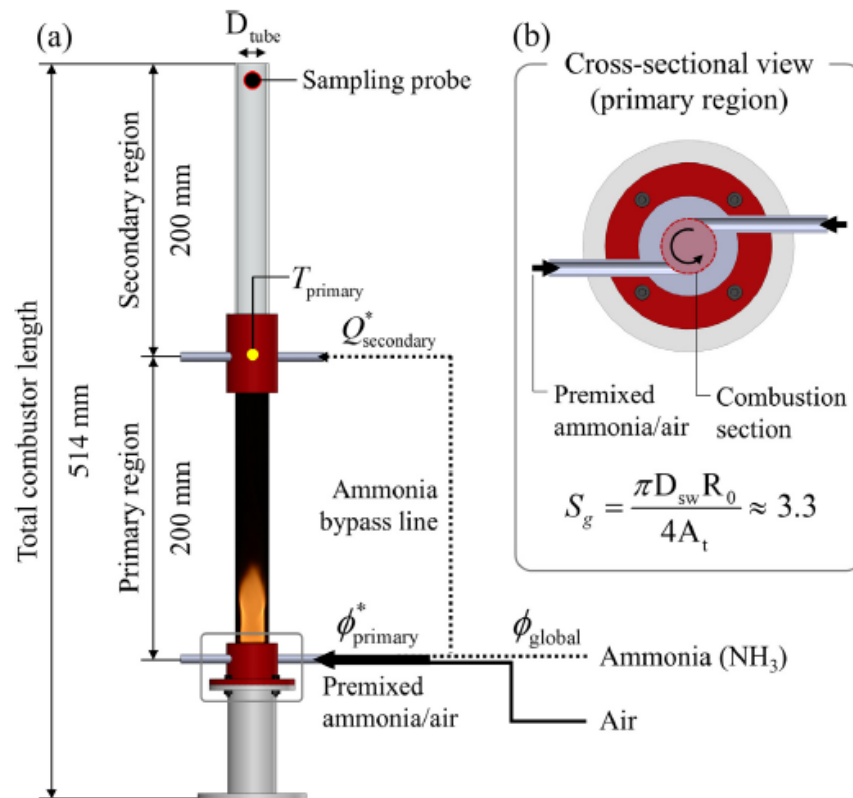 (a)
D̄_tube
Sampling probe
Secondary region
200 mm
T_primary
Q*_secondary
Total combustor length
514 mm
Primary region
200 mm
Ammonia
bypass line
ϕ*_primary
ϕ_global
Ammonia (NH₃)
Premixed
ammonia/air
Air
(b)
Cross-sectional view
(primary region)
Premixed
ammonia/air
Combustion
section
S_g = πD_sw R_0 / 4A_t ≈ 3.3